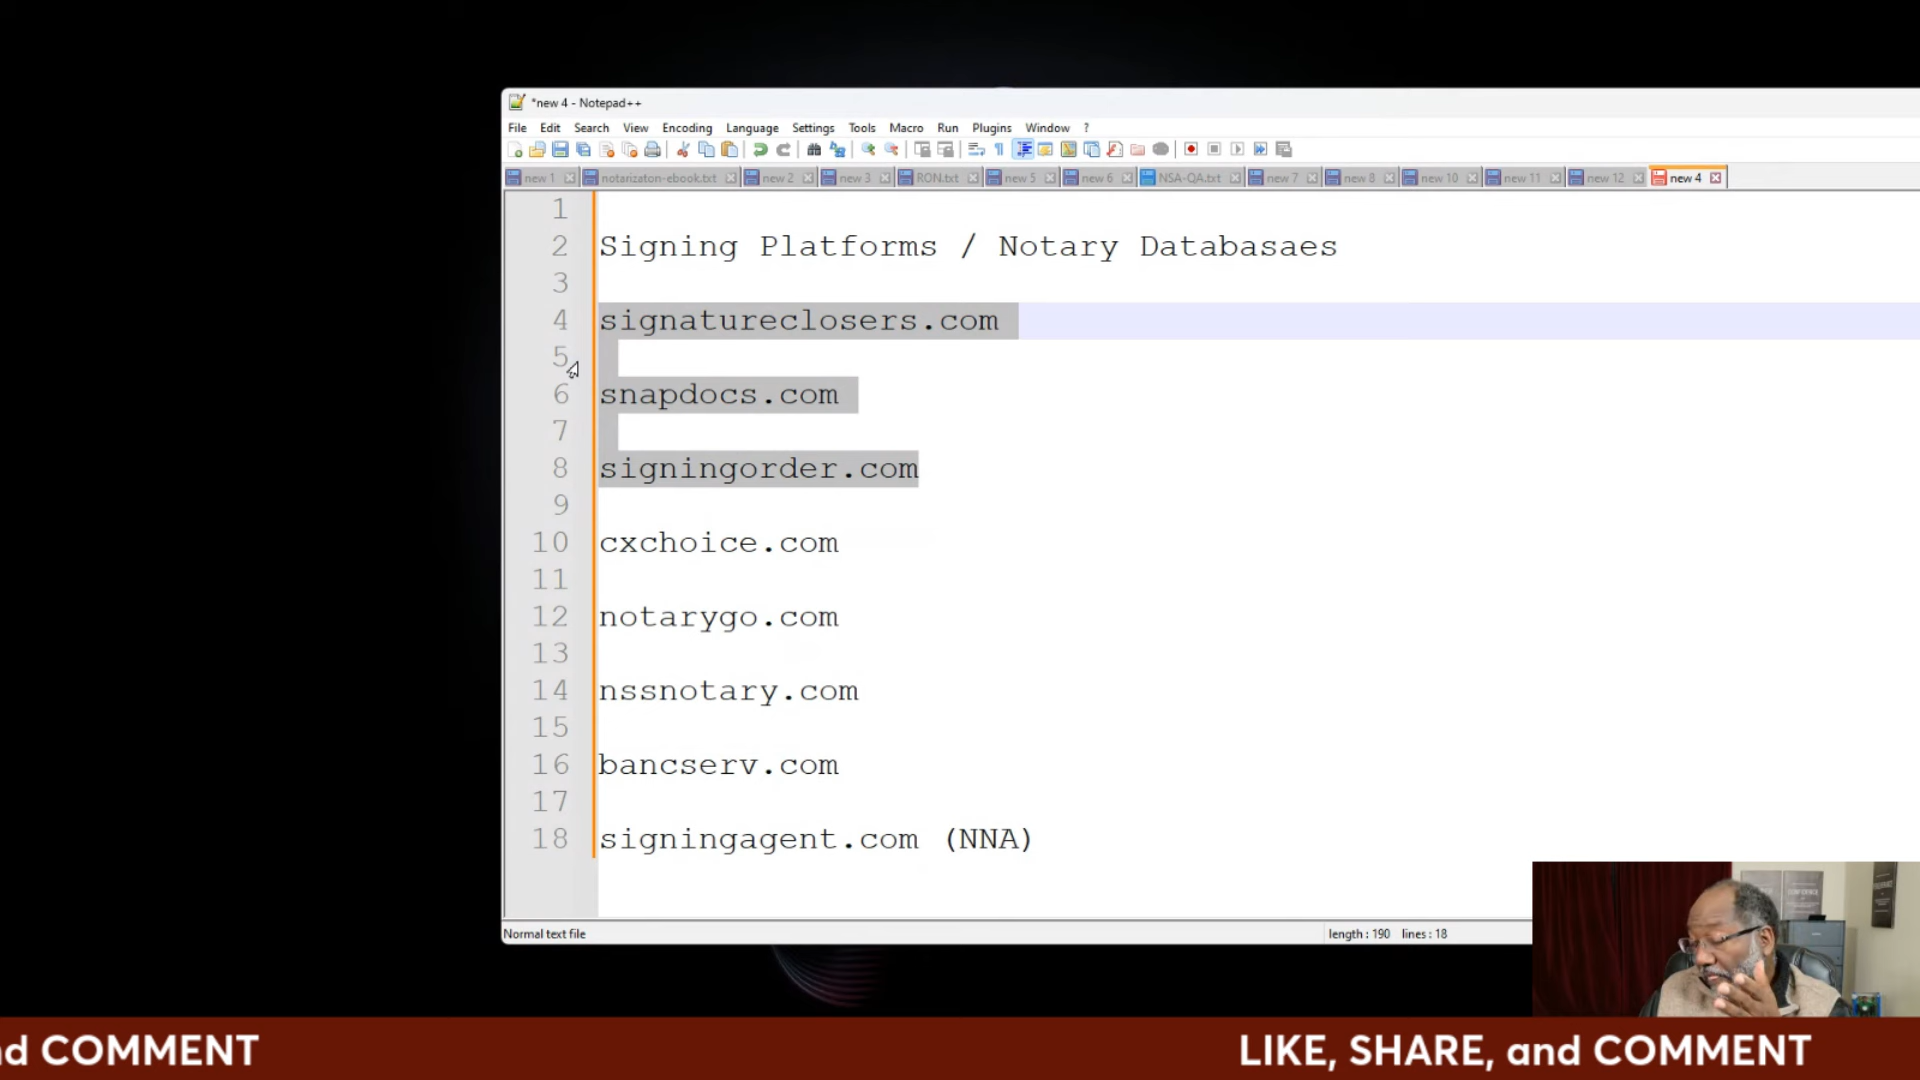 *new 4 - Notepad++
File Edit Search View Encoding Language Settings Tools Macro Run Plugins Window ?
new 1 notarizaton-ebook.txt new 2 new 3 RON.txt new 5 new 6 NSA-QA.txt new 7 new 8 new 10 new 11 new 12 new 4
1
2 Signing Platforms / Notary Databasaes
3
4 signatureclosers.com
5
6 snapdocs.com
7
8 signingorder.com
9
10 cxchoice.com
11
12 notarygo.com
13
14 nssnotary.com
15
16 bancserv.com
17
18 signingagent.com (NNA)
Normal text file length : 190 lines : 18
nd COMMENT LIKE, SHARE, and COMMENT